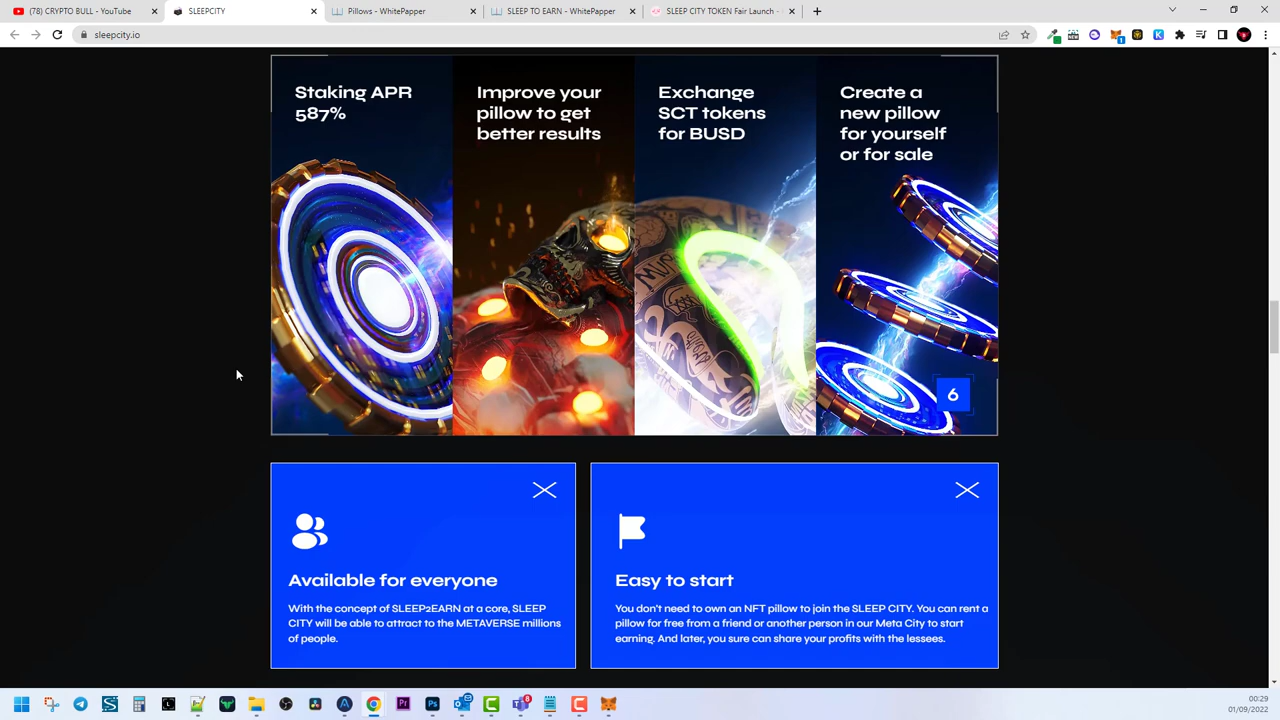 (78) CRYPTO BULL - YouTube
SLEEPCITY
Pillows - WhitePapper
SLEEP TO EARN - WhitePapper
SLEEP CITY TOKEN Fair Launch -
sleepcity.io
Staking APR
587%
Improve your
pillow to get
better results
Exchange
SCT tokens
for BUSD
Create a
new pillow
for yourself
or for sale
6
Available for everyone
With the concept of SLEEP2EARN at a core, SLEEP
CITY will be able to attract to the METAVERSE millions
of people.
Easy to start
You don't need to own an NFT pillow to join the SLEEP CITY. You can rent a
pillow for free from a friend or another person in our Meta City to start
earning. And later, you sure can share your profits with the lessees.
00:29
01/09/2022